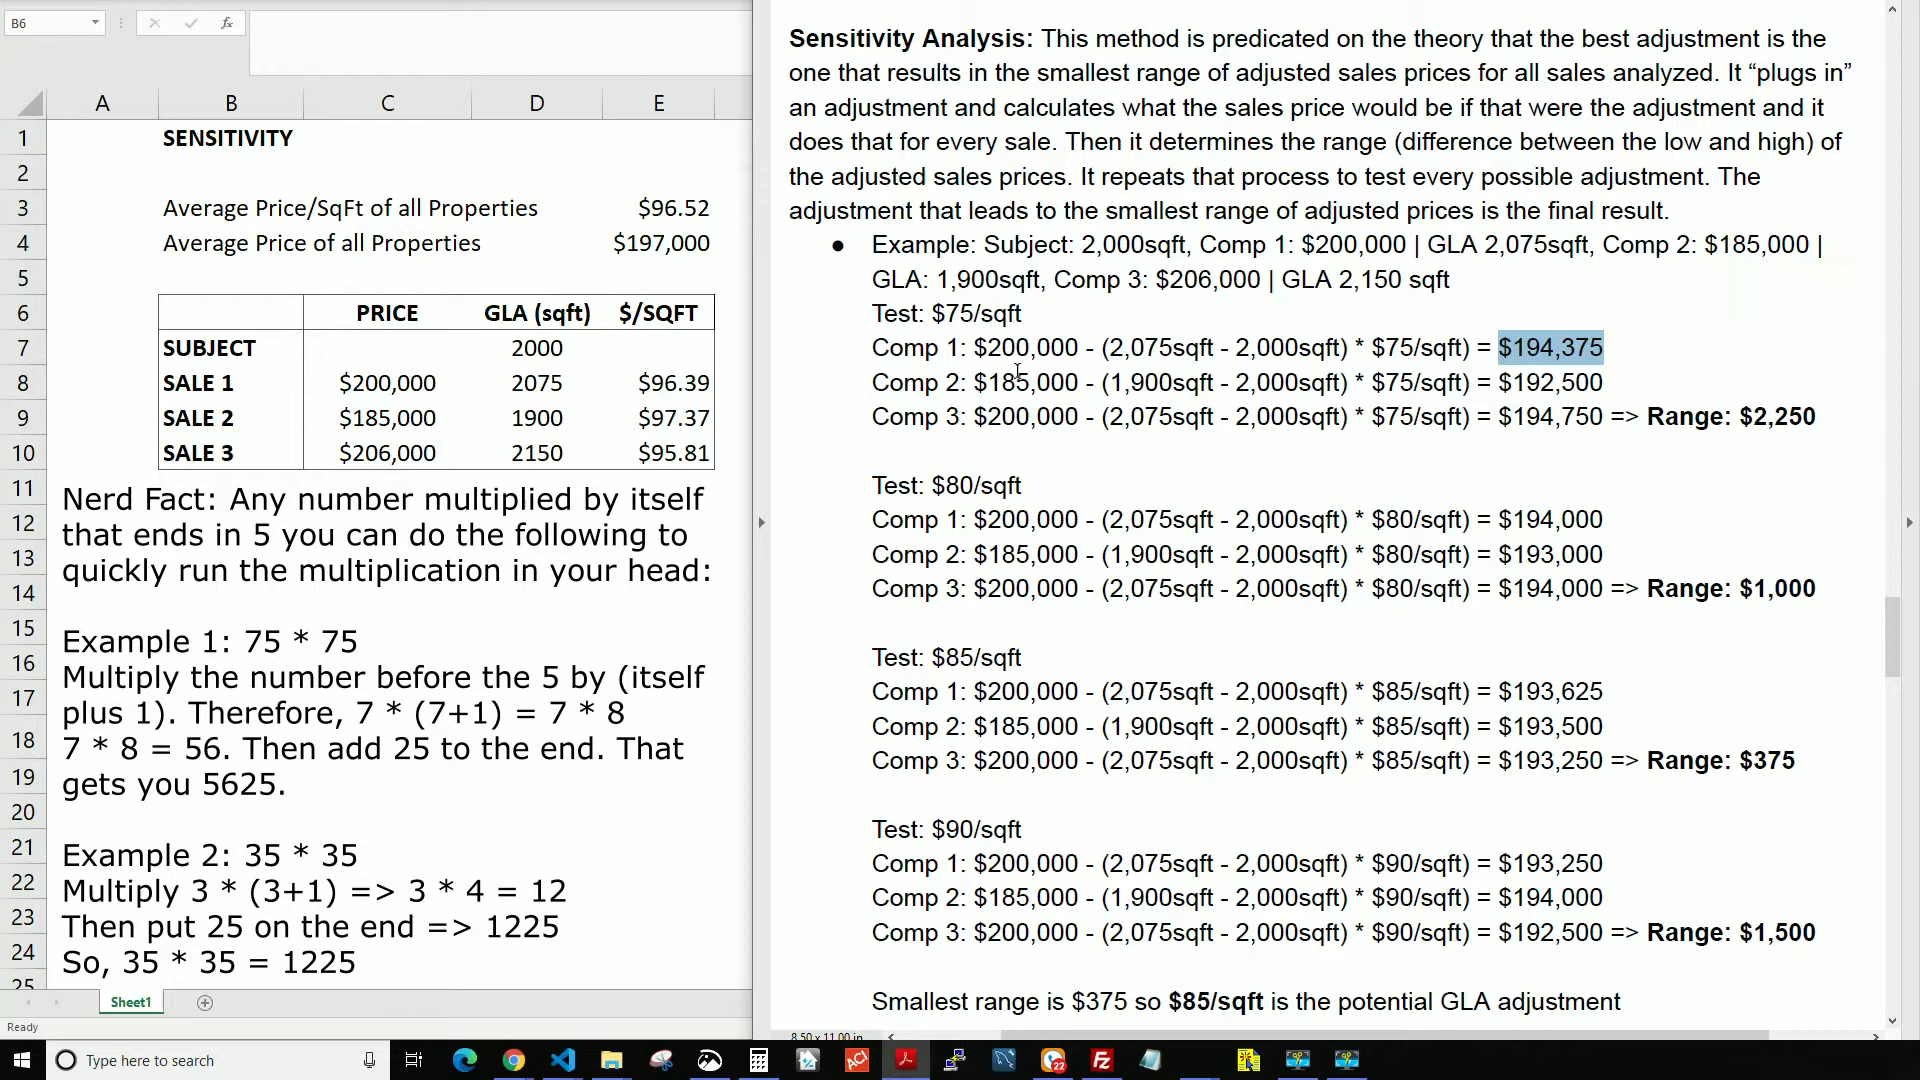 B6
fx
A B C D E
1 SENSITIVITY
2
3 Average Price/SqFt of all Properties $96.52
4 Average Price of all Properties $197,000
5
6 PRICE GLA (sqft) $/SQFT
7 SUBJECT 2000
8 SALE 1 $200,000 2075 $96.39
9 SALE 2 $185,000 1900 $97.37
10 SALE 3 $206,000 2150 $95.81
11
12
13
14
15
16
17
18
19
20
21
22
23
24
25
Nerd Fact: Any number multiplied by itself
that ends in 5 you can do the following to
quickly run the multiplication in your head:
Example 1: 75 * 75
Multiply the number before the 5 by (itself
plus 1). Therefore, 7 * (7+1) = 7 * 8
7 * 8 = 56. Then add 25 to the end. That
gets you 5625.
Example 2: 35 * 35
Multiply 3 * (3+1) => 3 * 4 = 12
Then put 25 on the end => 1225
So, 35 * 35 = 1225
Sheet1
Ready
Sensitivity Analysis: This method is predicated on the theory that the best adjustment is the
one that results in the smallest range of adjusted sales prices for all sales analyzed. It “plugs in”
an adjustment and calculates what the sales price would be if that were the adjustment and it
does that for every sale. Then it determines the range (difference between the low and high) of
the adjusted sales prices. It repeats that process to test every possible adjustment. The
adjustment that leads to the smallest range of adjusted prices is the final result.
● Example: Subject: 2,000sqft, Comp 1: $200,000 | GLA 2,075sqft, Comp 2: $185,000 |
GLA: 1,900sqft, Comp 3: $206,000 | GLA 2,150 sqft
Test: $75/sqft
Comp 1: $200,000 - (2,075sqft - 2,000sqft) * $75/sqft) = $194,375
Comp 2: $185,000 - (1,900sqft - 2,000sqft) * $75/sqft) = $192,500
Comp 3: $200,000 - (2,075sqft - 2,000sqft) * $75/sqft) = $194,750 => Range: $2,250
Test: $80/sqft
Comp 1: $200,000 - (2,075sqft - 2,000sqft) * $80/sqft) = $194,000
Comp 2: $185,000 - (1,900sqft - 2,000sqft) * $80/sqft) = $193,000
Comp 3: $200,000 - (2,075sqft - 2,000sqft) * $80/sqft) = $194,000 => Range: $1,000
Test: $85/sqft
Comp 1: $200,000 - (2,075sqft - 2,000sqft) * $85/sqft) = $193,625
Comp 2: $185,000 - (1,900sqft - 2,000sqft) * $85/sqft) = $193,500
Comp 3: $200,000 - (2,075sqft - 2,000sqft) * $85/sqft) = $193,250 => Range: $375
Test: $90/sqft
Comp 1: $200,000 - (2,075sqft - 2,000sqft) * $90/sqft) = $193,250
Comp 2: $185,000 - (1,900sqft - 2,000sqft) * $90/sqft) = $194,000
Comp 3: $200,000 - (2,075sqft - 2,000sqft) * $90/sqft) = $192,500 => Range: $1,500
Smallest range is $375 so $85/sqft is the potential GLA adjustment
8.50 x 11.00 in
Type here to search
ACI
22
Fz